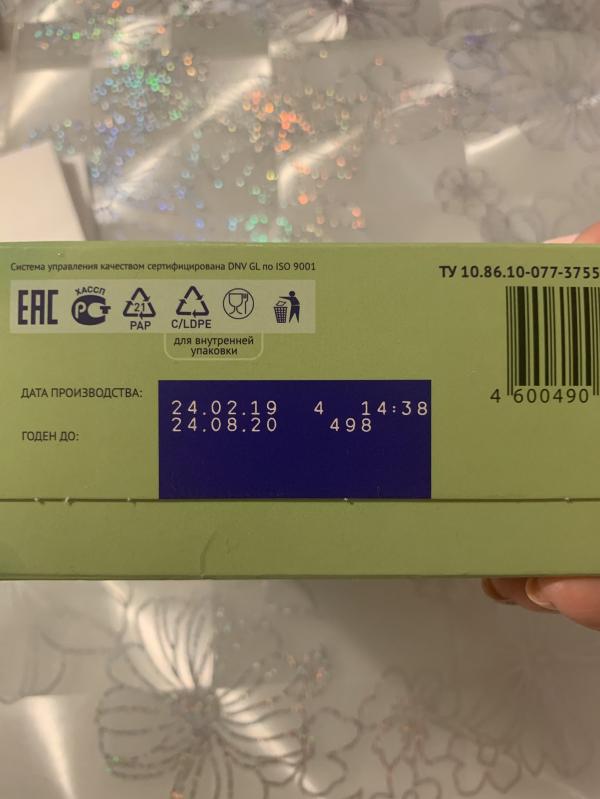 Система управления качеством сертифицирована DNV GL по ISO 9001
ТУ 10.86.10-077-3755
EAC
ХАССП
РСТ
21
PAP
C/LDPE
для внутренней
упаковки
ДАТА ПРОИЗВОДСТВА:
24.02.19 4 14:38
ГОДЕН ДО:
24.08.20 498
4 600490